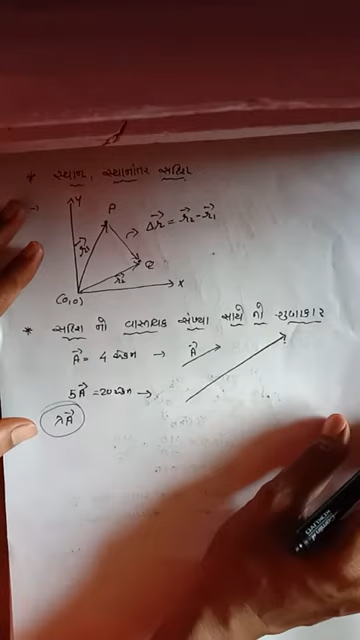 * સ્થાન, સ્થાનાંતર સદિશ
y
P
Δr⃗ = r⃗₂ - r⃗₁
r⃗₁
Q
r⃗₂
(0,0)
x
* સદિશ નો વાસ્તવિક સંખ્યા સાથે નો ગુણાકાર
A⃗ = 4 એકમ → A⃗
5A⃗ = 20 એકમ →
λA⃗